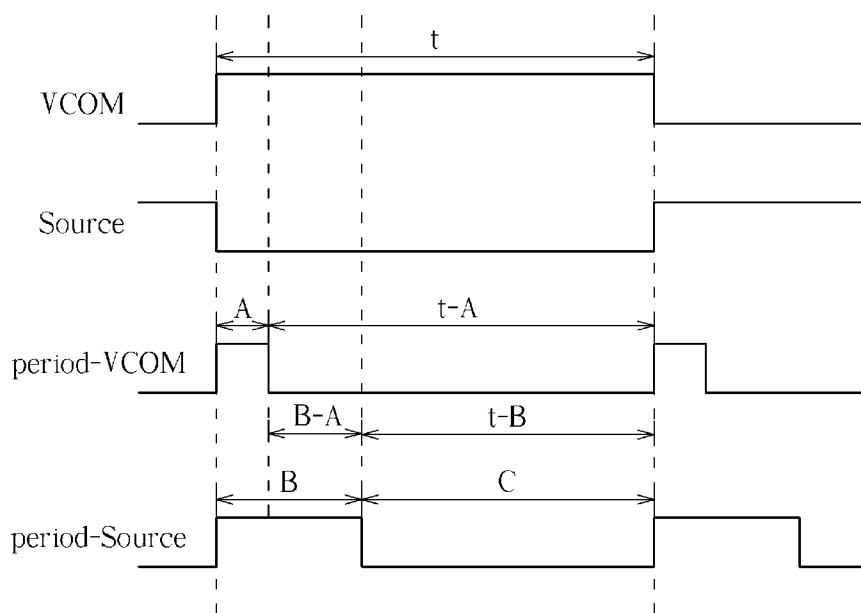 t
VCOM
Source
A
t-A
period-VCOM
B-A
t-B
B
C
period-Source